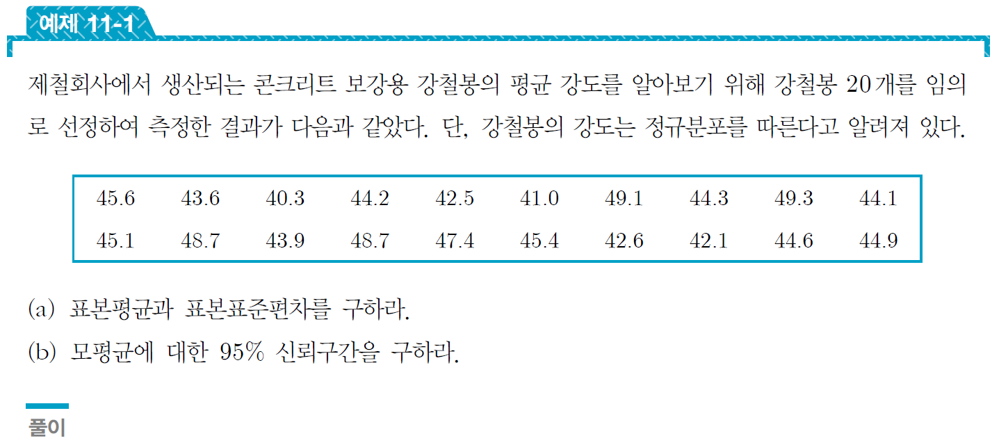 예제 11-1
제철회사에서 생산되는 콘크리트 보강용 강철봉의 평균 강도를 알아보기 위해 강철봉 20개를 임의
로 선정하여 측정한 결과가 다음과 같았다. 단, 강철봉의 강도는 정규분포를 따른다고 알려져 있다.
45.6 43.6 40.3 44.2 42.5 41.0 49.1 44.3 49.3 44.1
45.1 48.7 43.9 48.7 47.4 45.4 42.6 42.1 44.6 44.9
(a) 표본평균과 표본표준편차를 구하라.
(b) 모평균에 대한 95% 신뢰구간을 구하라.
풀이